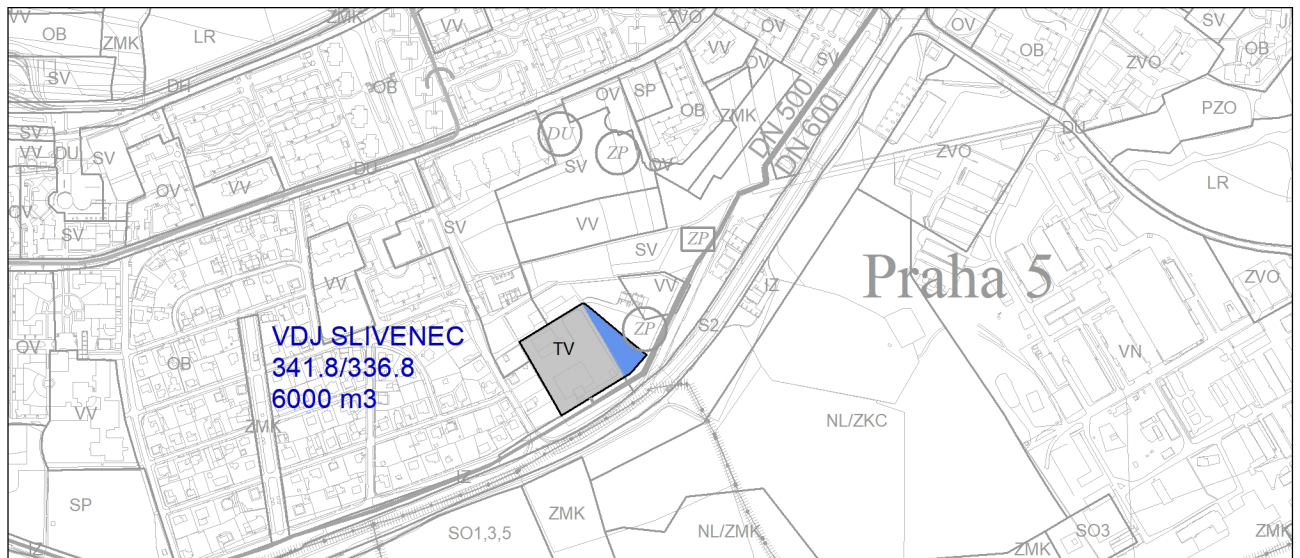 VV
ZMK
VV
ZVO
OV
OV
SV
OB
ZMK
LR
VV
OV
SV
OB
ZVO
OB
SV
DH
OB
OV
SP
OB
ZMK
DN 500
DN 600
PZO
SV
VV
DU
SV
DU
DU
ZP
SV
OV
ZVO
DU
OV
OV
VV
LR
SV
SV
VV
SV
ZP
Praha 5
VV
VV
IZ
ZVO
VDJ SLIVENEC
341.8/336.8
6000 m3
TV
ZP
S2
OV
OB
VN
VV
ZMK
NL/ZKC
IZ
SP
ZMK
SO1,3,5
NL/ZMK
SO3
ZMK
ZMK
IZ